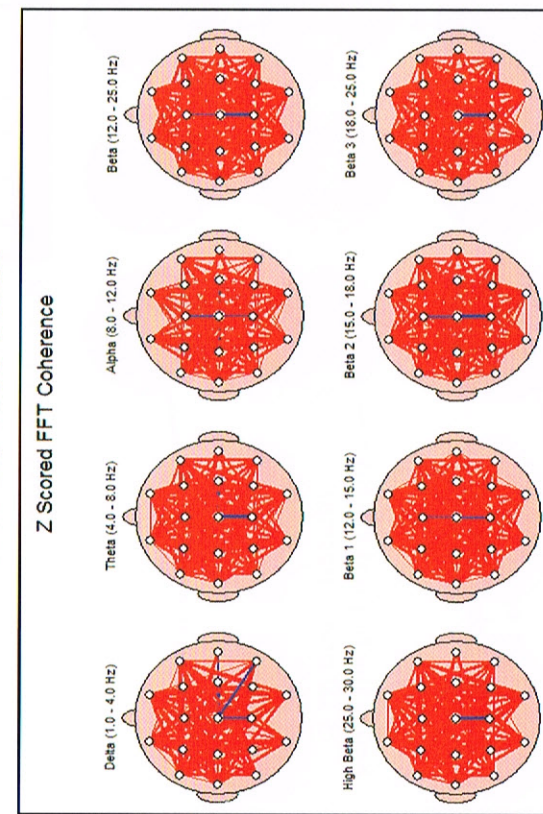 Z Scored FFT Coherence
Delta (1.0 - 4.0 Hz)
Theta (4.0 - 8.0 Hz)
Alpha (8.0 - 12.0 Hz)
Beta (12.0 - 25.0 Hz)
High Beta (25.0 - 30.0 Hz)
Beta 1 (12.0 - 15.0 Hz)
Beta 2 (15.0 - 18.0 Hz)
Beta 3 (18.0 - 25.0 Hz)